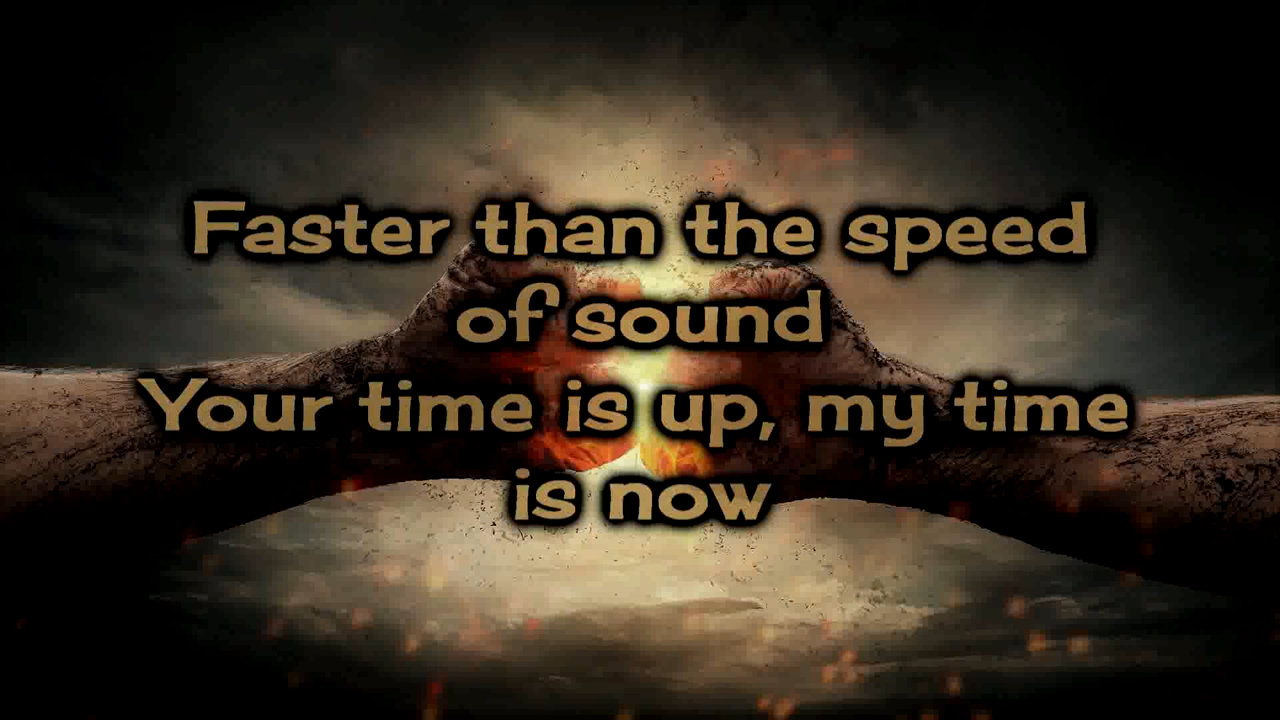 Faster than the speed
of sound
Your time is up, my time
is now